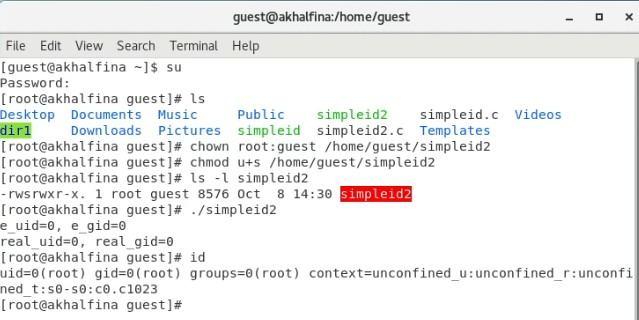 guest@akhalfina:/home/guest
File Edit View Search Terminal Help
[guest@akhalfina ~]$ su
Password:
[root@akhalfina guest]# ls
Desktop Documents Music Public simpleid2 simpleid.c Videos
dir1 Downloads Pictures simpleid simpleid2.c Templates
[root@akhalfina guest]# chown root:guest /home/guest/simpleid2
[root@akhalfina guest]# chmod u+s /home/guest/simpleid2
[root@akhalfina guest]# ls -l simpleid2
-rwsrwxr-x. 1 root guest 8576 Oct  8 14:30 simpleid2
[root@akhalfina guest]# ./simpleid2
e_uid=0, e_gid=0
real_uid=0, real_gid=0
[root@akhalfina guest]# id
uid=0(root) gid=0(root) groups=0(root) context=unconfined_u:unconfined_r:unconfi
ned_t:s0-s0:c0.c1023
[root@akhalfina guest]#